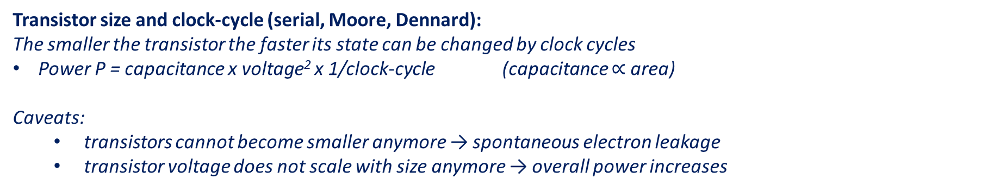 Transistor size and clock-cycle (serial, Moore, Dennard):
The smaller the transistor the faster its state can be changed by clock cycles
• Power P = capacitance x voltage² x 1/clock-cycle (capacitance ∝ area)
Caveats:
• transistors cannot become smaller anymore → spontaneous electron leakage
• transistor voltage does not scale with size anymore → overall power increases